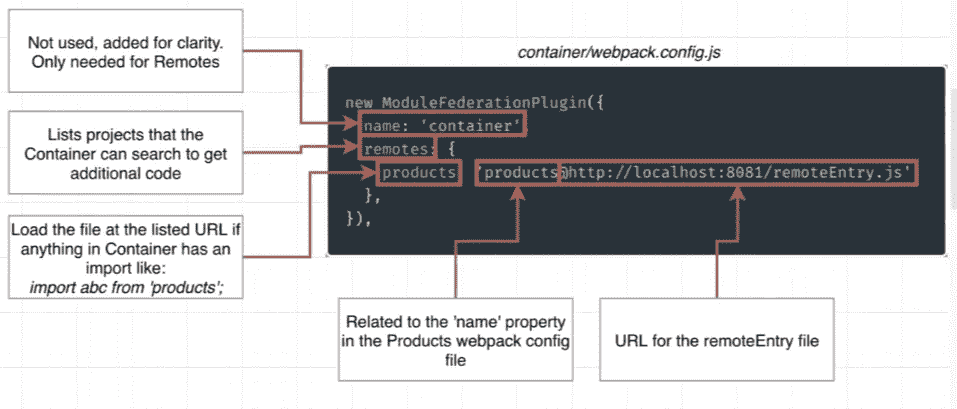 Not used, added for clarity.
Only needed for Remotes
Lists projects that the
Container can search to get
additional code
Load the file at the listed URL if
anything in Container has an
import like:
import abc from 'products';
container/webpack.config.js
new ModuleFederationPlugin({
name: 'container'
remotes: {
products 'products@http://localhost:8081/remoteEntry.js'
},
}),
Related to the 'name' property
in the Products webpack config
file
URL for the remoteEntry file